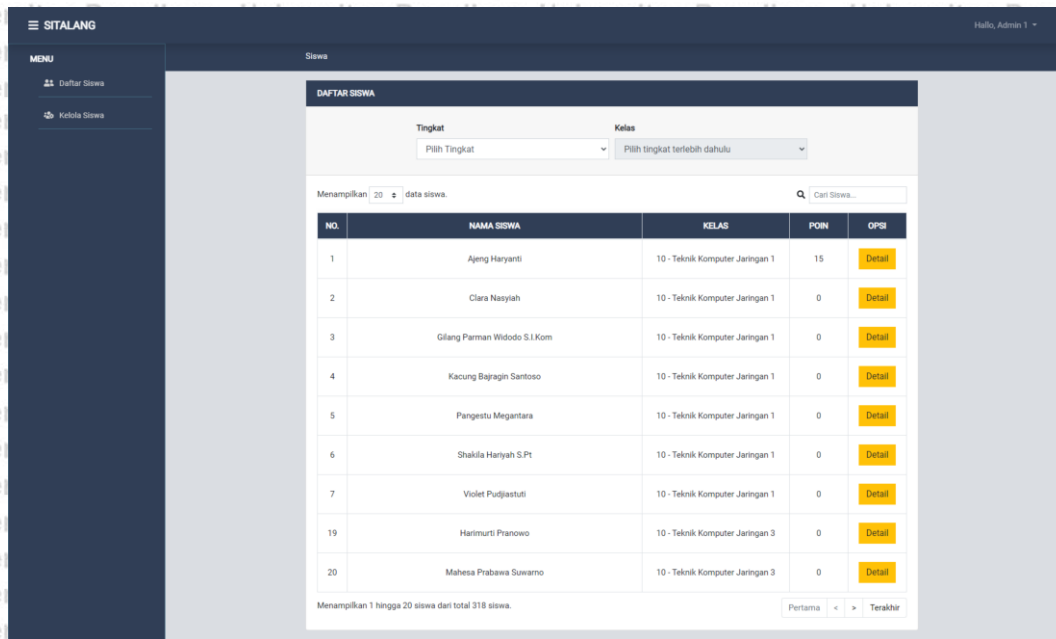 SITALANG
Hallo, Admin 1
MENU
Daftar Siswa
Kelola Siswa
Siswa
DAFTAR SISWA
Tingkat Kelas
Pilih Tingkat Pilih tingkat terlebih dahulu
Menampilkan 20 data siswa. Cari Siswa...
NO. NAMA SISWA KELAS POIN OPSI
1 Ajeng Haryanti 10 - Teknik Komputer Jaringan 1 15 Detail
2 Clara Nasyiah 10 - Teknik Komputer Jaringan 1 0 Detail
3 Gilang Parman Widodo S.I.Kom 10 - Teknik Komputer Jaringan 1 0 Detail
4 Kacung Bajragin Santoso 10 - Teknik Komputer Jaringan 1 0 Detail
5 Pangestu Megantara 10 - Teknik Komputer Jaringan 1 0 Detail
6 Shakila Hariyah S.Pt 10 - Teknik Komputer Jaringan 1 0 Detail
7 Violet Pudjiastuti 10 - Teknik Komputer Jaringan 1 0 Detail
19 Harimurti Pranowo 10 - Teknik Komputer Jaringan 3 0 Detail
20 Mahesa Prabawa Suwarno 10 - Teknik Komputer Jaringan 3 0 Detail
Menampilkan 1 hingga 20 siswa dari total 318 siswa. Pertama < > Terakhir